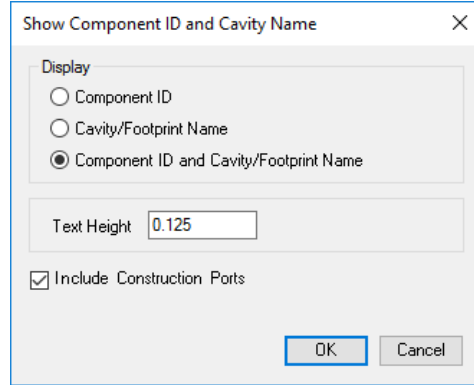 Show Component ID and Cavity Name
Display
Component ID
Cavity/Footprint Name
Component ID and Cavity/Footprint Name
Text Height 0.125
Include Construction Ports
OK Cancel